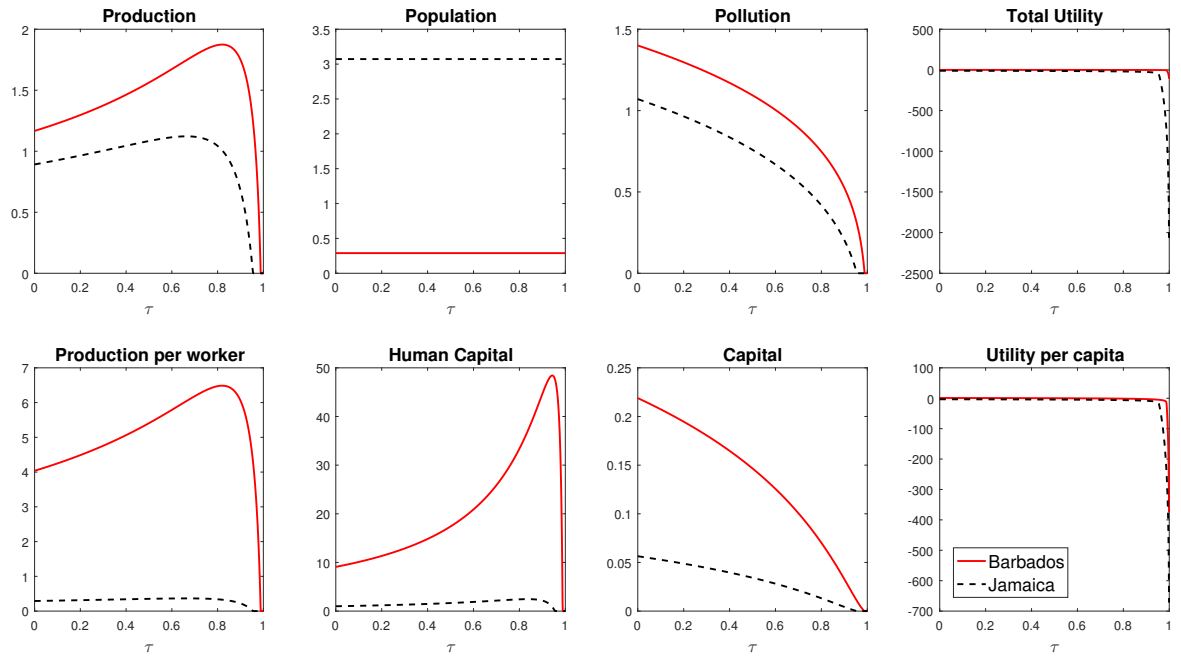 Production
2
1.5
1
0.5
0
0 0.2 0.4 0.6 0.8 1
τ
Population
3.5
3
2.5
2
1.5
1
0.5
0
0 0.2 0.4 0.6 0.8 1
τ
Pollution
1.5
1
0.5
0
0 0.2 0.4 0.6 0.8 1
τ
Total Utility
500
0
-500
-1000
-1500
-2000
-2500
0 0.2 0.4 0.6 0.8 1
τ
Production per worker
7
6
5
4
3
2
1
0
0 0.2 0.4 0.6 0.8 1
τ
Human Capital
50
40
30
20
10
0
0 0.2 0.4 0.6 0.8 1
τ
Capital
0.25
0.2
0.15
0.1
0.05
0
0 0.2 0.4 0.6 0.8 1
τ
Utility per capita
100
0
-100
-200
-300
-400
-500
-600
-700
Barbados
Jamaica
0 0.2 0.4 0.6 0.8 1
τ